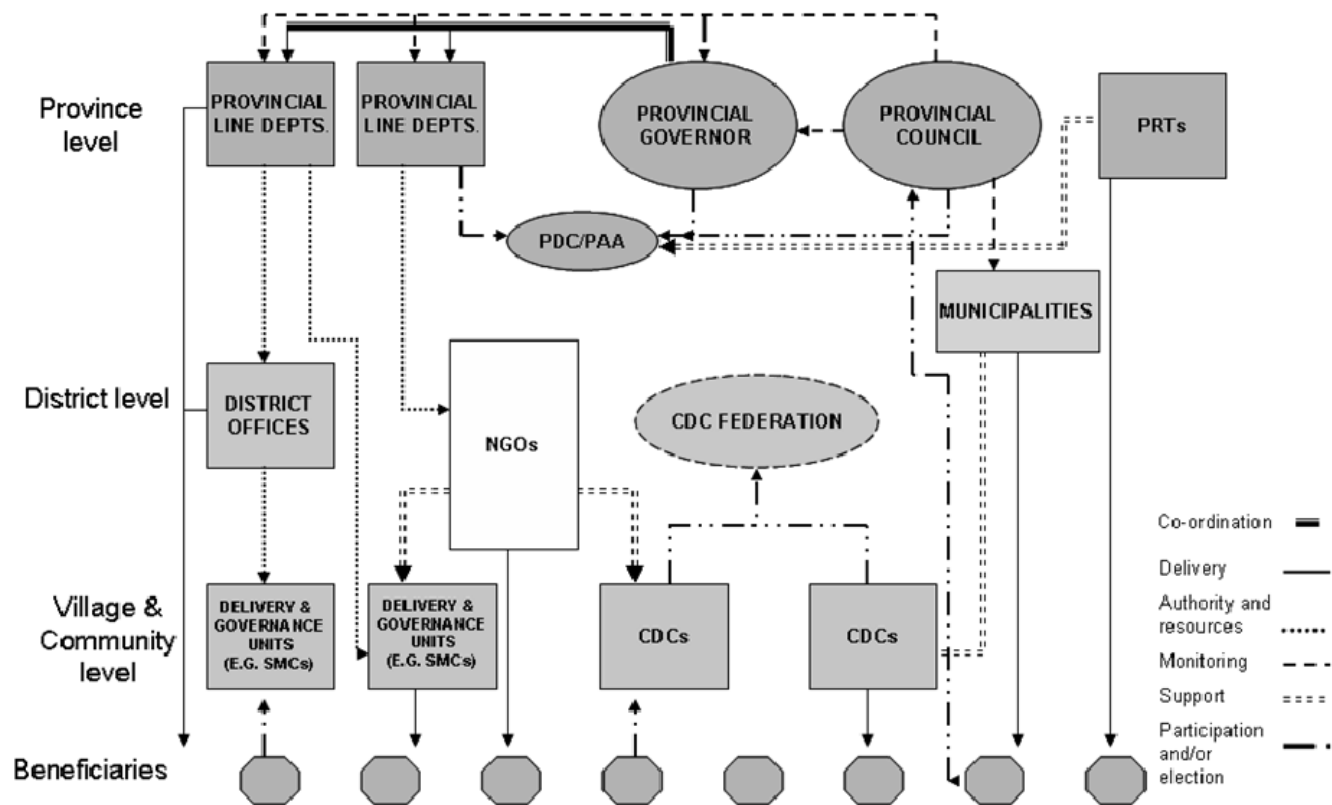 Province
level
PROVINCIAL
LINE DEPTS.
PROVINCIAL
LINE DEPTS.
PROVINCIAL
GOVERNOR
PROVINCIAL
COUNCIL
PRTs
PDC/PAA
MUNICIPALITIES
District level
DISTRICT
OFFICES
NGOs
CDC FEDERATION
Village &
Community
level
DELIVERY &
GOVERNANCE
UNITS
(E.G. SMCs)
DELIVERY &
GOVERNANCE
UNITS
(E.G. SMCs)
CDCs
CDCs
Beneficiaries
Co-ordination
Delivery
Authority and
resources
Monitoring
Support
Participation
and/or
election